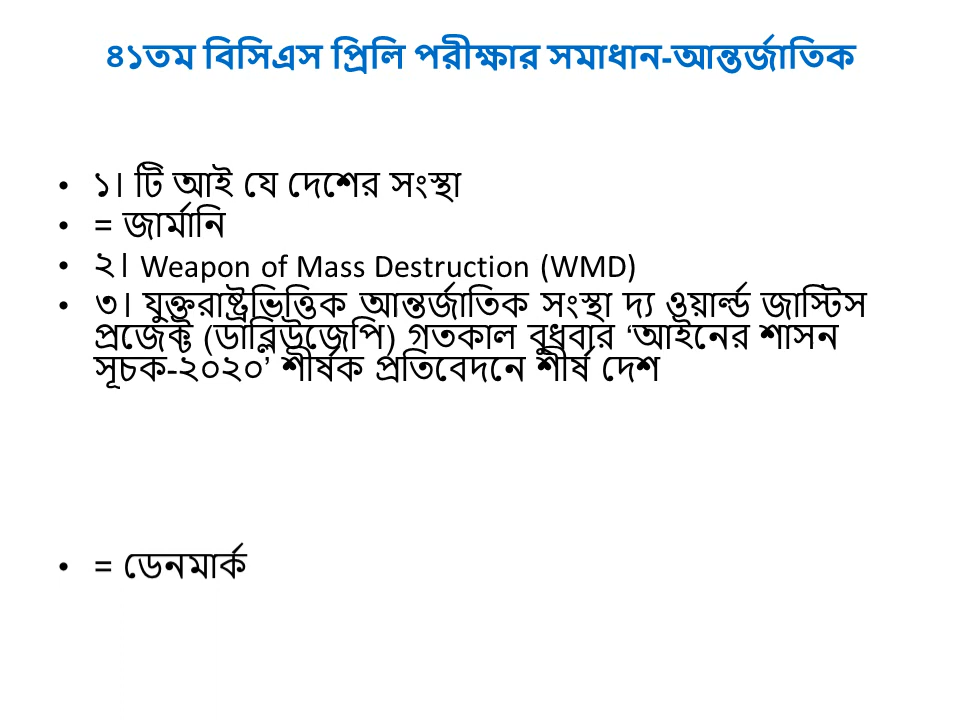 ৪১তম বিসিএস প্রিলি পরীক্ষার সমাধান-আন্তর্জাতিক
• ১। টি আই যে দেশের সংস্থা
• = জার্মানি
• ২। Weapon of Mass Destruction (WMD)
• ৩। যুক্তরাষ্ট্রভিত্তিক আন্তর্জাতিক সংস্থা দ্য ওয়ার্ল্ড জাস্টিস
প্রজেক্ট (ডাব্লিউজেপি) গতকাল বুধবার ‘আইনের শাসন
সূচক-২০২০’ শীর্ষক প্রতিবেদনে শীর্ষ দেশ
• = ডেনমার্ক